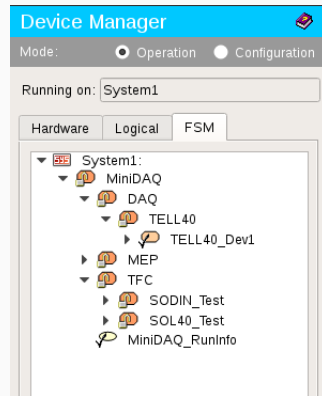 Device Manager
Mode: Operation Configuration
Running on: System1
Hardware Logical FSM
System1:
MiniDAQ
DAQ
TELL40
TELL40_Dev1
MEP
TFC
SODIN_Test
SOL40_Test
MiniDAQ_RunInfo